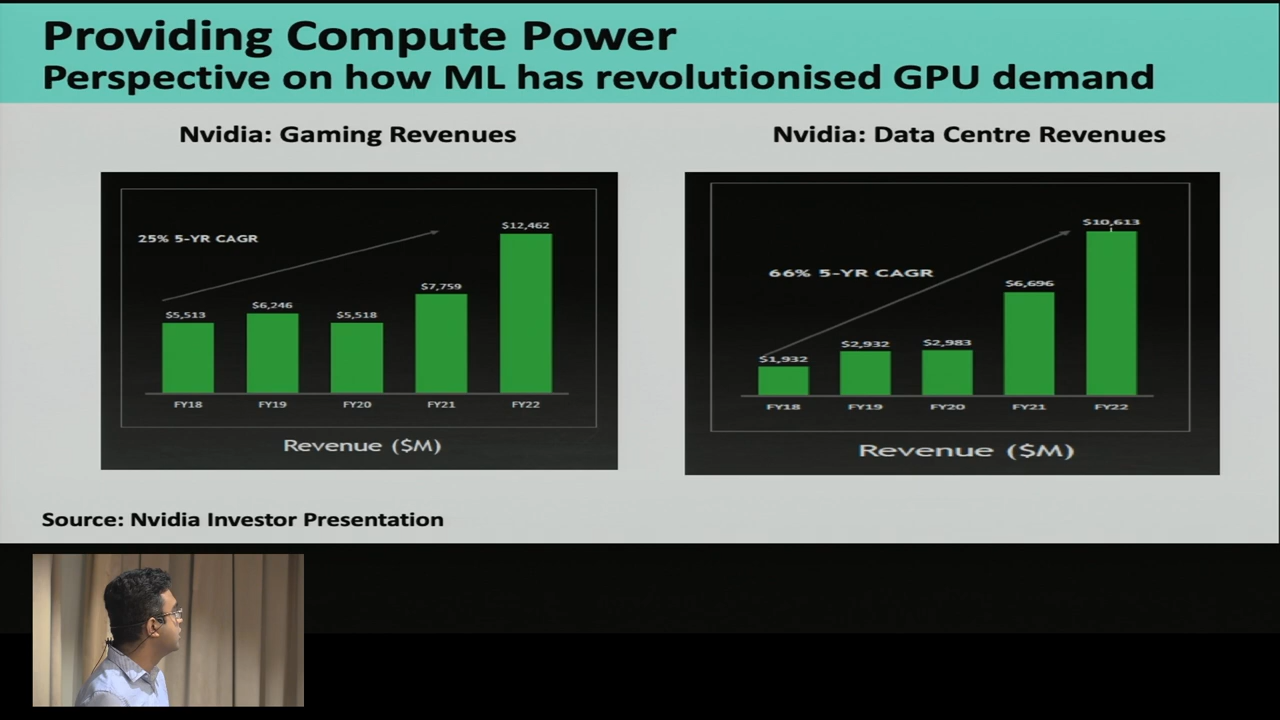 Providing Compute Power
Perspective on how ML has revolutionised GPU demand
Nvidia: Gaming Revenues
25% 5-YR CAGR
$5,513
$6,246
$5,518
$7,759
$12,462
FY18
FY19
FY20
FY21
FY22
Revenue ($M)
Nvidia: Data Centre Revenues
66% 5-YR CAGR
$1,932
$2,932
$2,983
$6,696
$10,613
FY18
FY19
FY20
FY21
FY22
Revenue ($M)
Source: Nvidia Investor Presentation